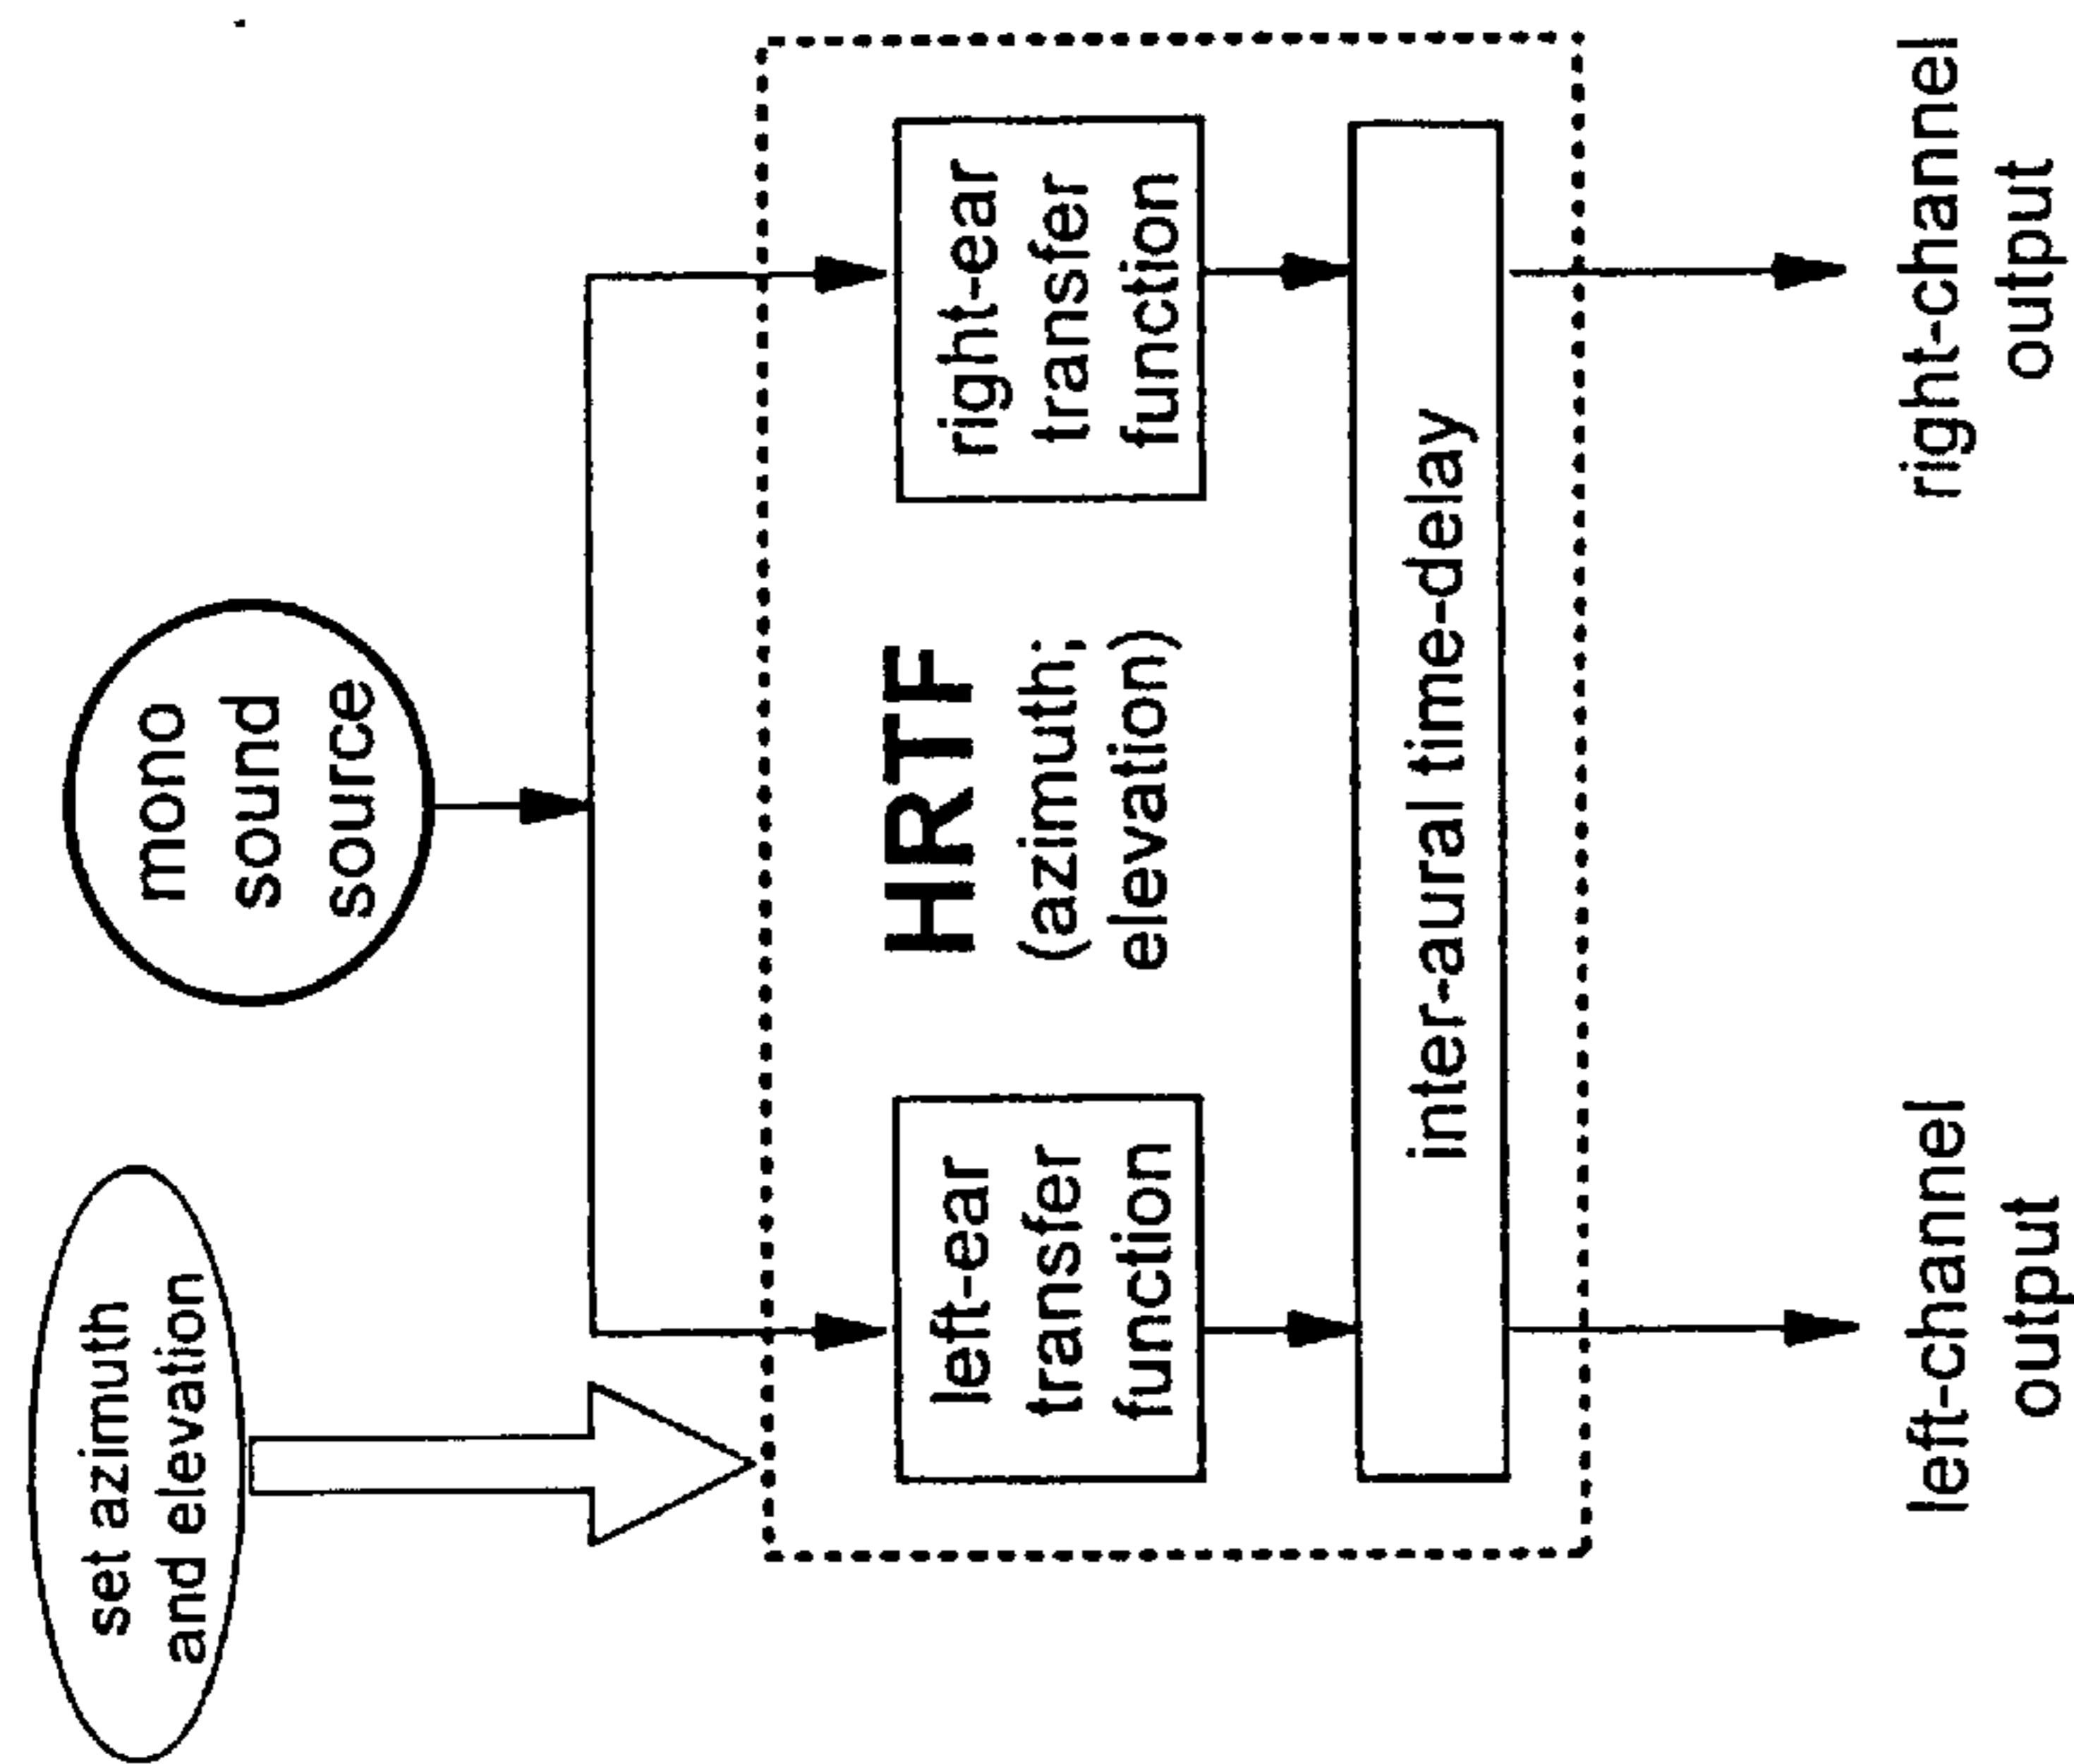 set azimuth
and elevation
mono
sound
source
left-ear
transfer
function
HRTF
(azimuth;
elevation)
right-ear
transfer
function
inter-aural time-delay
left-channel
output
right-channel
output